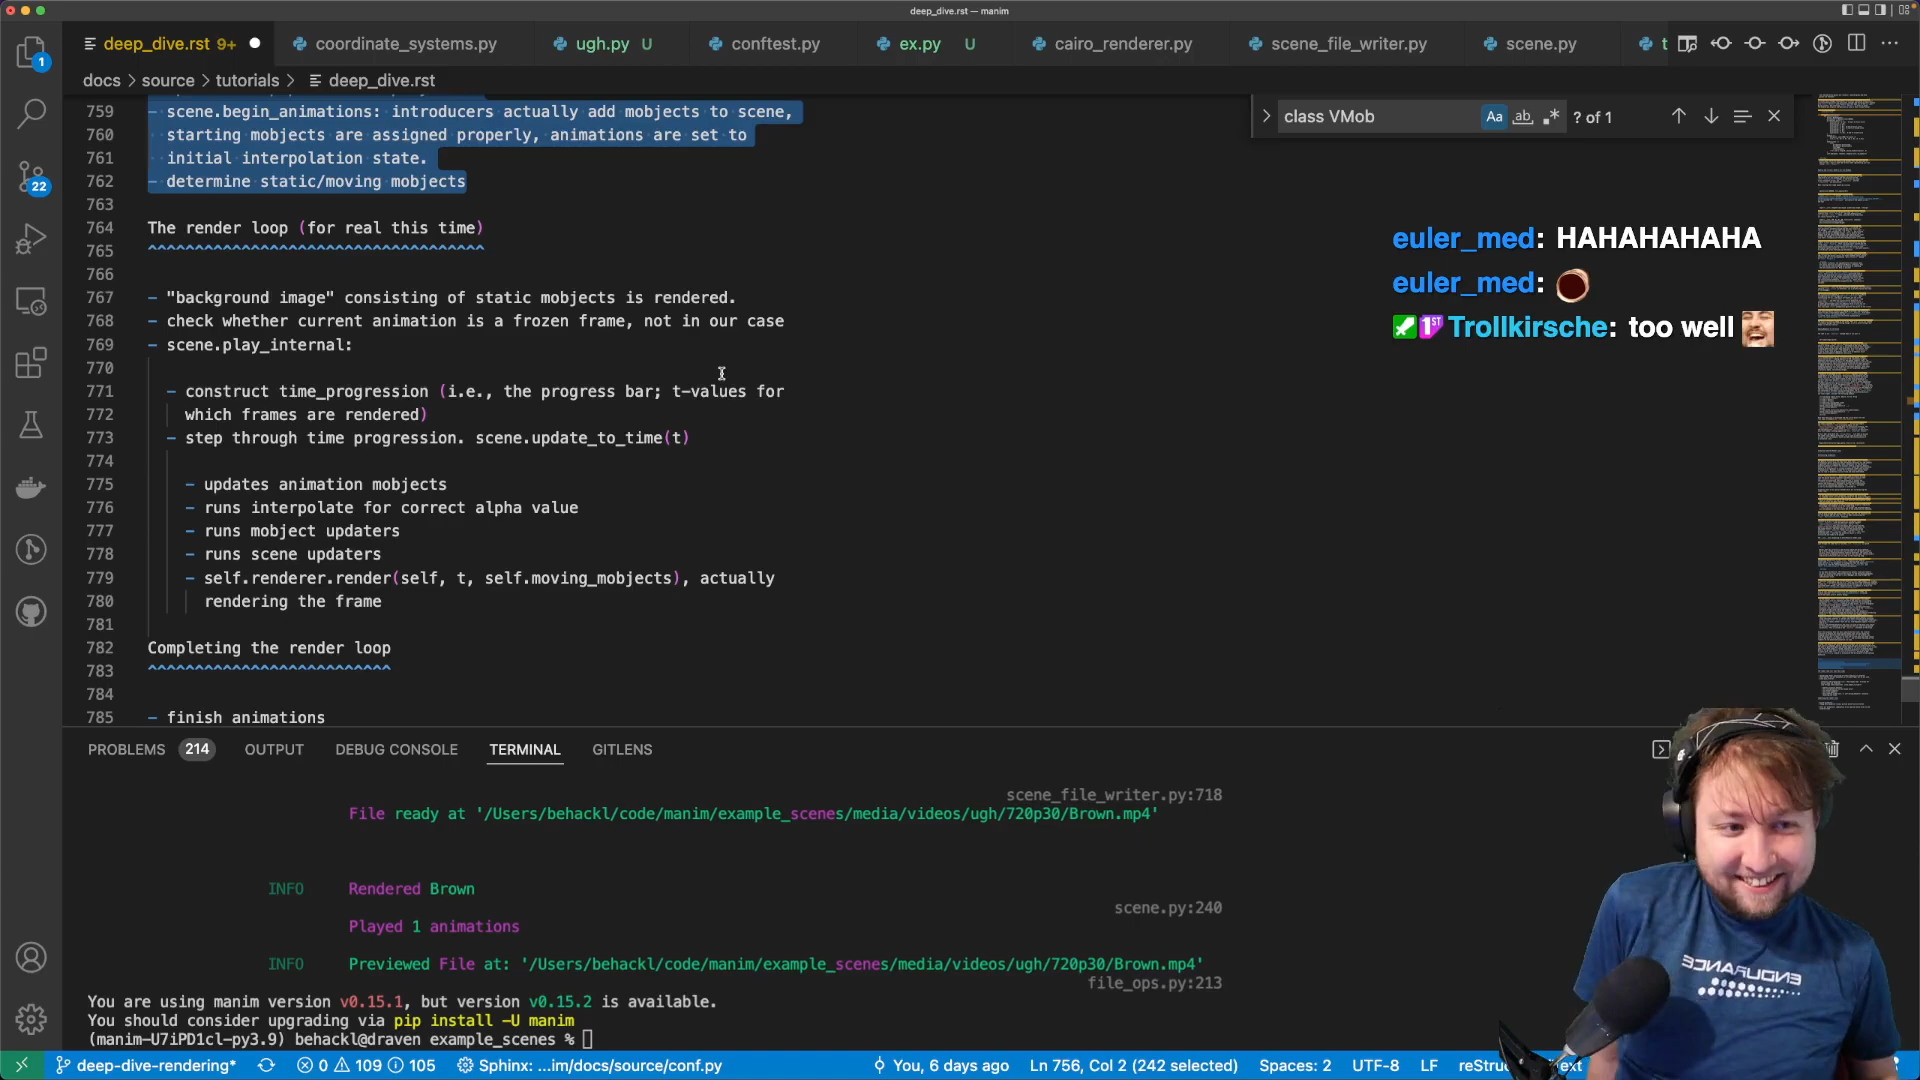 deep_dive.rst — manim
deep_dive.rst 9+
coordinate_systems.py
ugh.py U
conftest.py
ex.py U
cairo_renderer.py
scene_file_writer.py
scene.py
t
docs > source > tutorials > deep_dive.rst
class VMob
Aa
ab
? of 1
759 - scene.begin_animations: introducers actually add mobjects to scene,
760 starting mobjects are assigned properly, animations are set to
761 initial interpolation state.
762 - determine static/moving mobjects
763
764 The render loop (for real this time)
765 ^^^^^^^^^^^^^^^^^^^^^^^^^^^^^^^^^^^^
766
767 - "background image" consisting of static mobjects is rendered.
768 - check whether current animation is a frozen frame, not in our case
769 - scene.play_internal:
770
771 - construct time_progression (i.e., the progress bar; t-values for
772 which frames are rendered)
773 - step through time progression. scene.update_to_time(t)
774
775 - updates animation mobjects
776 - runs interpolate for correct alpha value
777 - runs mobject updaters
778 - runs scene updaters
779 - self.renderer.render(self, t, self.moving_mobjects), actually
780 rendering the frame
781
782 Completing the render loop
783 ^^^^^^^^^^^^^^^^^^^^^^^^^^
784
785 - finish animations
euler_med: HAHAHAHAHA
euler_med:
1ST Trollkirsche: too well
1
22
PROBLEMS 214 OUTPUT DEBUG CONSOLE TERMINAL GITLENS
scene_file_writer.py:718
File ready at '/Users/behackl/code/manim/example_scenes/media/videos/ugh/720p30/Brown.mp4'
INFO Rendered Brown
scene.py:240
Played 1 animations
INFO Previewed File at: '/Users/behackl/code/manim/example_scenes/media/videos/ugh/720p30/Brown.mp4'
file_ops.py:213
You are using manim version v0.15.1, but version v0.15.2 is available.
You should consider upgrading via pip install -U manim
(manim-U7iPD1cl-py3.9) behackl@draven example_scenes %
ENDURANCE
deep-dive-rendering* 0 109 105 Sphinx: ...im/docs/source/conf.py You, 6 days ago Ln 756, Col 2 (242 selected) Spaces: 2 UTF-8 LF